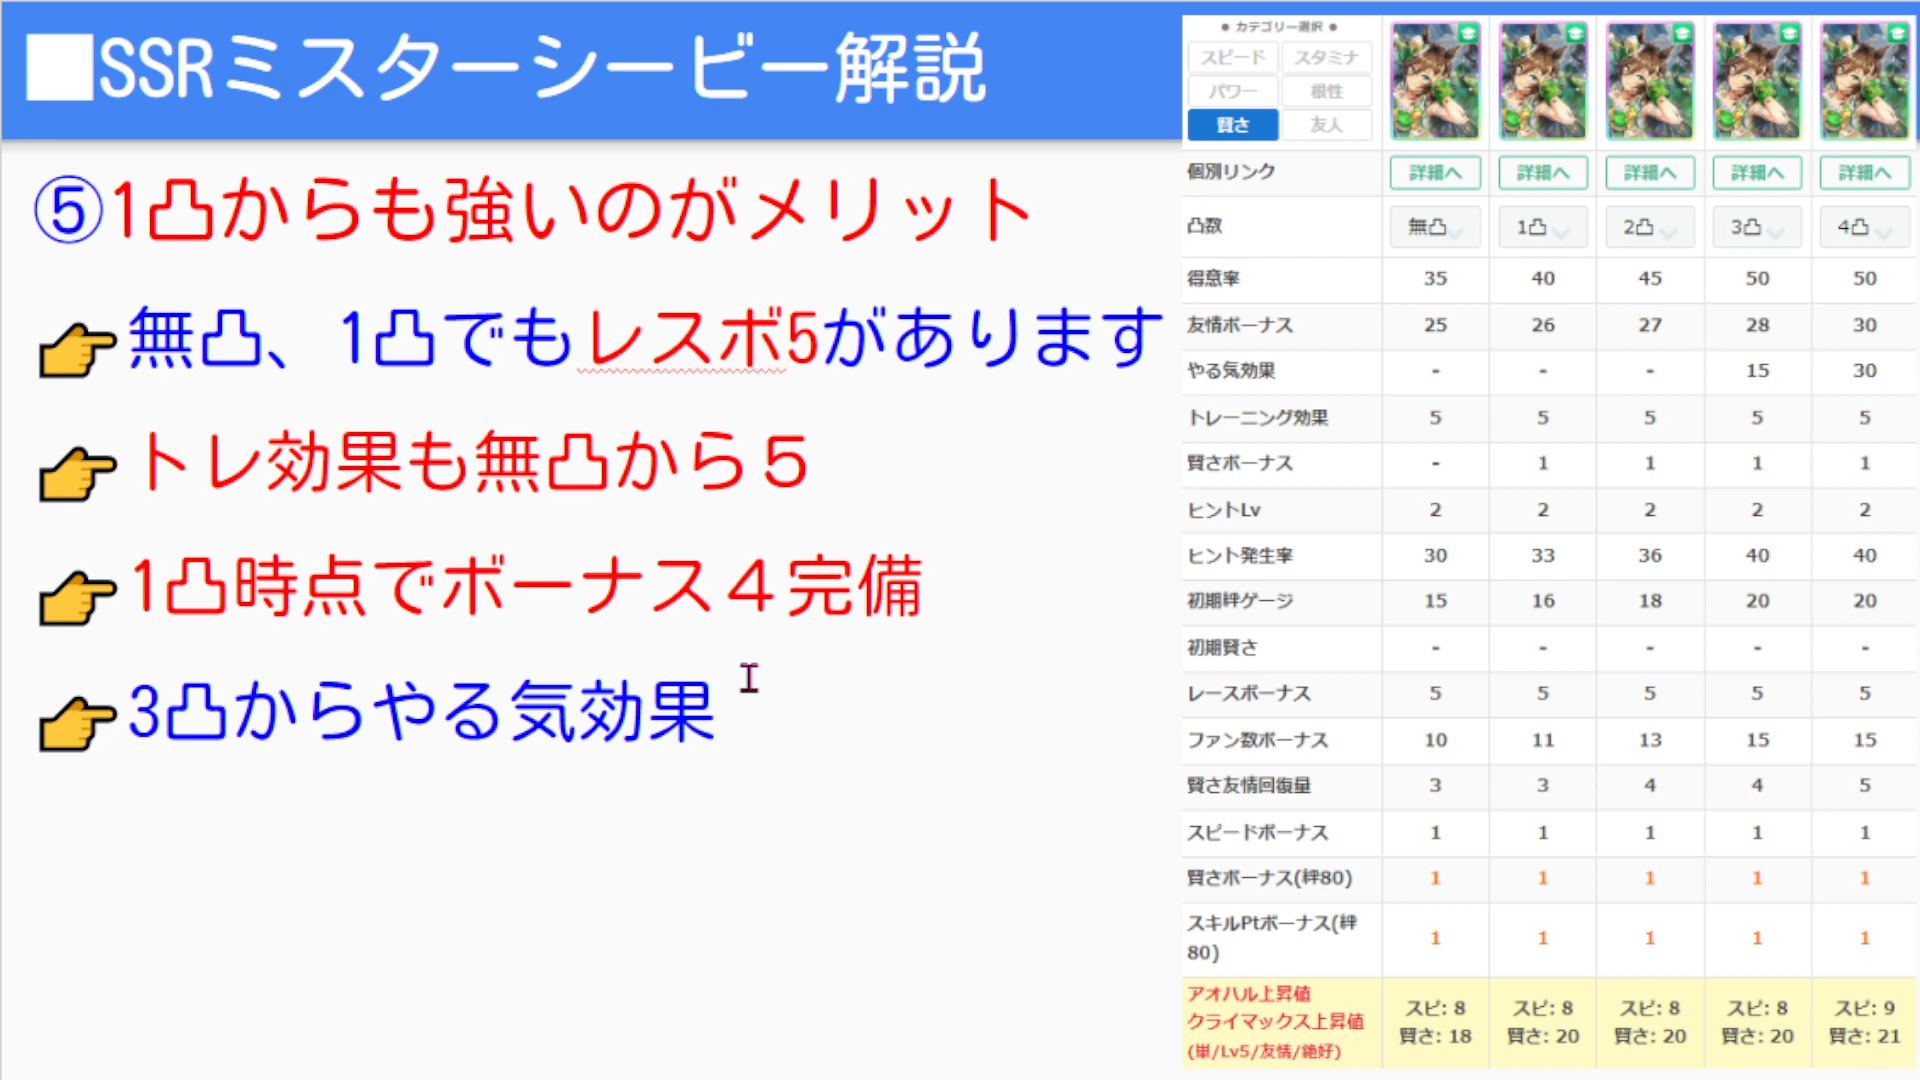 ■SSRミスターシービー解説
⑤1凸からも強いのがメリット
👉無凸、1凸でもレスボ5があります
👉トレ効果も無凸から5
👉1凸時点でボーナス4完備
👉3凸からやる気効果
● カテゴリー選択 ●
スピード スタミナ
パワー 根性
賢さ 友人
個別リンク 詳細へ 詳細へ 詳細へ 詳細へ 詳細へ
凸数 無凸 1凸 2凸 3凸 4凸
得意率 35 40 45 50 50
友情ボーナス 25 26 27 28 30
やる気効果 - - - 15 30
トレーニング効果 5 5 5 5 5
賢さボーナス - 1 1 1 1
ヒントLv 2 2 2 2 2
ヒント発生率 30 33 36 40 40
初期絆ゲージ 15 16 18 20 20
初期賢さ - - - - -
レースボーナス 5 5 5 5 5
ファン数ボーナス 10 11 13 15 15
賢さ友情回復量 3 3 4 4 5
スピードボーナス 1 1 1 1 1
賢さボーナス(絆80) 1 1 1 1 1
スキルPtボーナス(絆
80) 1 1 1 1 1
アオハル上昇値
クライマックス上昇値
(単/Lv5/友情/絶好)
スピ: 8 スピ: 8 スピ: 8 スピ: 8 スピ: 9
賢さ: 18 賢さ: 20 賢さ: 20 賢さ: 20 賢さ: 21